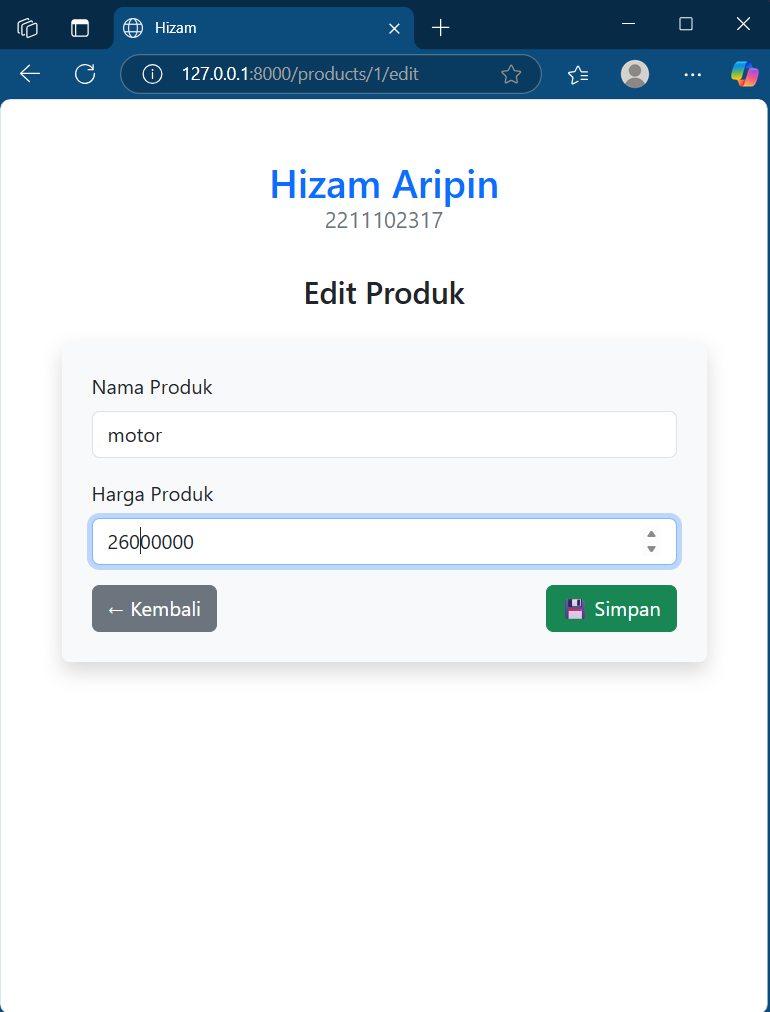 Hizam
127.0.0.1:8000/products/1/edit
Hizam Aripin
2211102317
Edit Produk
Nama Produk
motor
Harga Produk
26000000
← Kembali
💾 Simpan